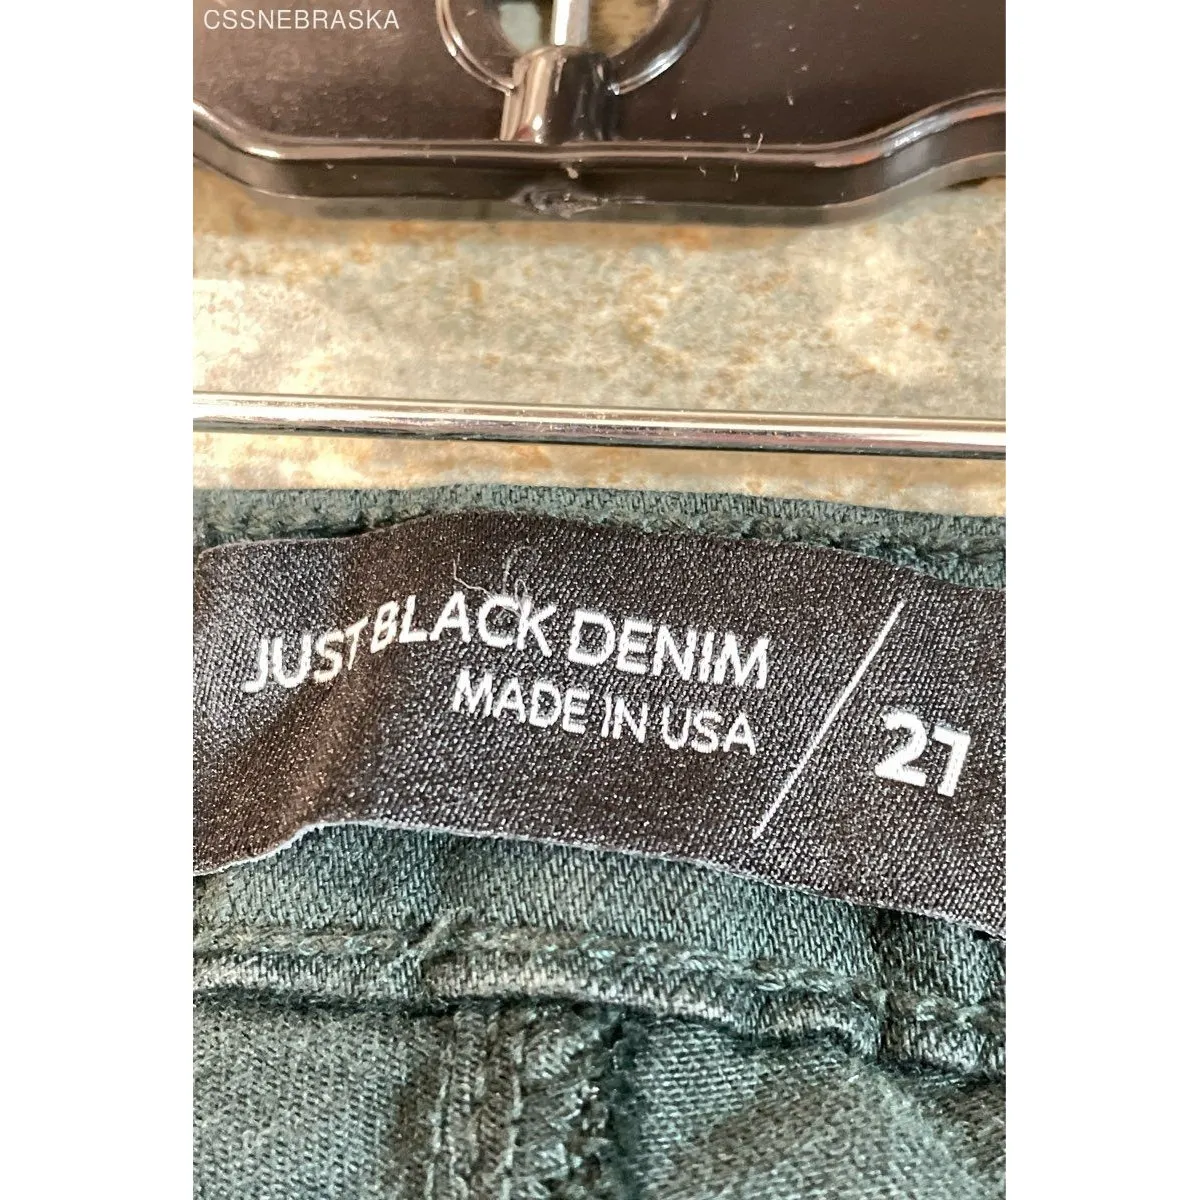 CSSNEBRASKA
JUST BLACK DENIM
MADE IN USA
27